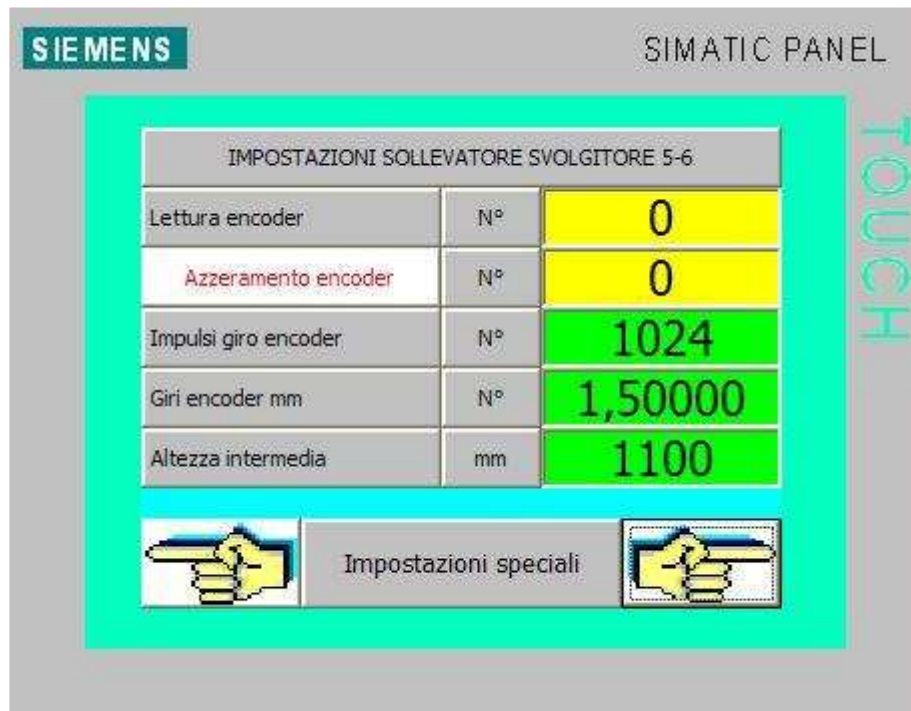 SIEMENS
SIMATIC PANEL
TOUCH
IMPOSTAZIONI SOLLEVATORE SVOLGITORE 5-6
Lettura encoder N° 0
Azzeramento encoder N° 0
Impulsi giro encoder N° 1024
Giri encoder mm N° 1,50000
Altezza intermedia mm 1100
Impostazioni speciali